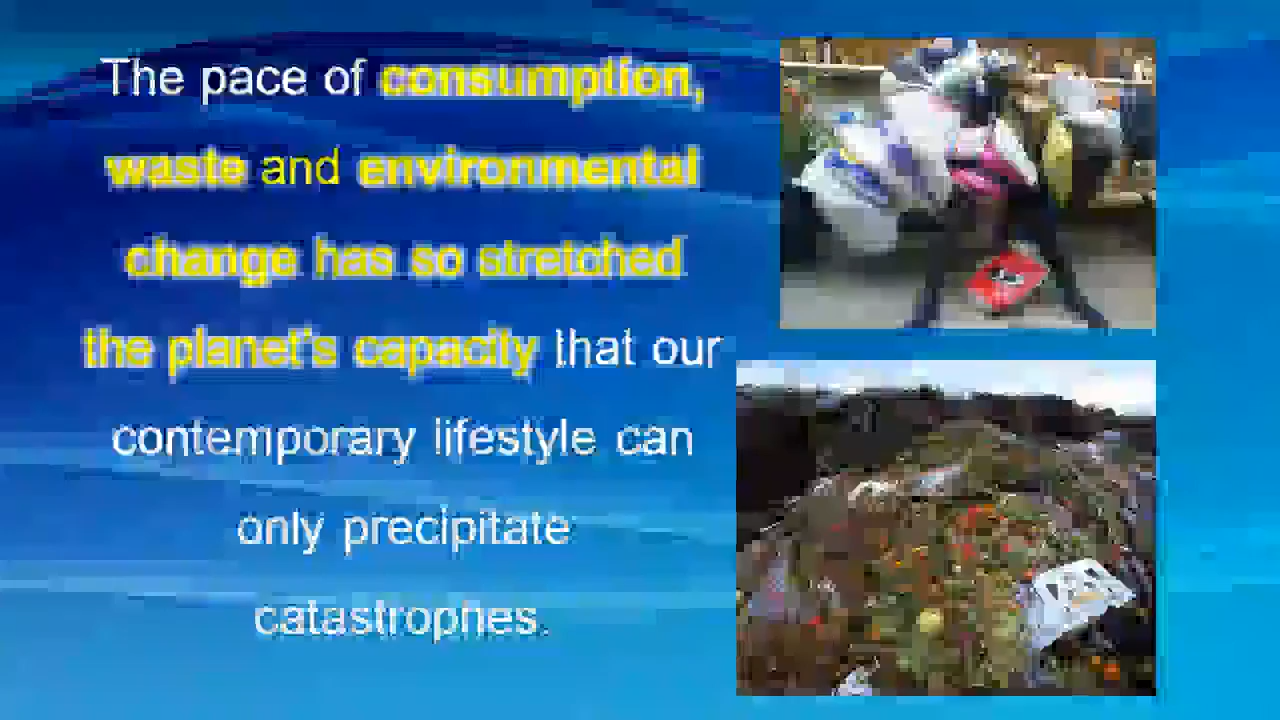 The pace of consumption,
waste and environmental
change has so stretched
the planet's capacity that our
contemporary lifestyle can
only precipitate
catastrophes.